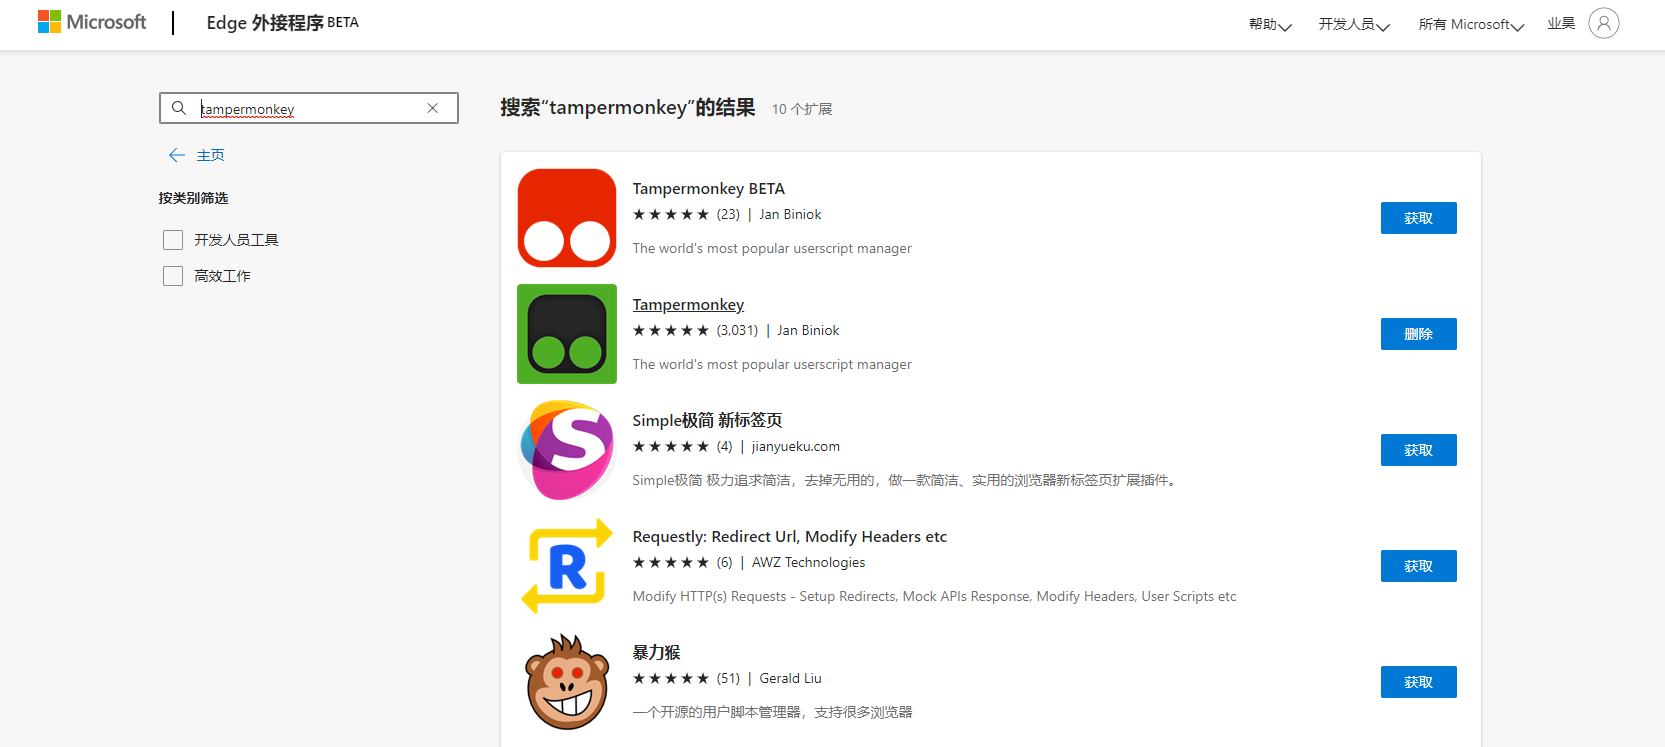 Microsoft
Edge 外接程序 BETA
帮助
开发人员
所有 Microsoft
业昊
tampermonkey
主页
按类别筛选
开发人员工具
高效工作
搜索“tampermonkey”的结果 10 个扩展
Tampermonkey BETA
★★★★★ (23) | Jan Biniok
The world's most popular userscript manager
获取
Tampermonkey
★★★★★ (3,031) | Jan Biniok
The world's most popular userscript manager
删除
Simple极简 新标签页
★★★★★ (4) | jianyueku.com
Simple极简 极力追求简洁，去掉无用的，做一款简洁、实用的浏览器新标签页扩展插件。
获取
Requestly: Redirect Url, Modify Headers etc
★★★★★ (6) | AWZ Technologies
Modify HTTP(s) Requests - Setup Redirects, Mock APIs Response, Modify Headers, User Scripts etc
获取
暴力猴
★★★★★ (51) | Gerald Liu
一个开源的用户脚本管理器，支持很多浏览器
获取